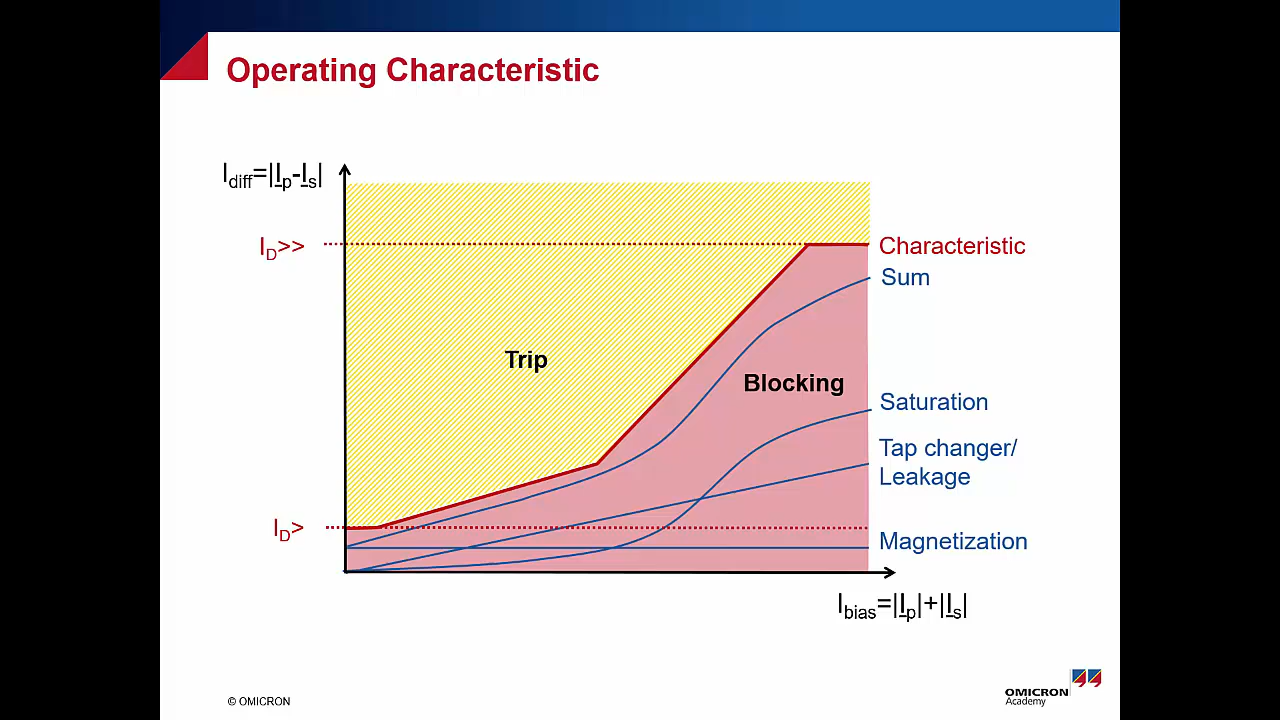 Operating Characteristic
Idiff=|Ip-Is|
ID>>
Characteristic
Sum
Trip
Blocking
Saturation
Tap changer/
Leakage
ID>
Magnetization
Ibias=|Ip|+|Is|
© OMICRON
OMICRON
Academy